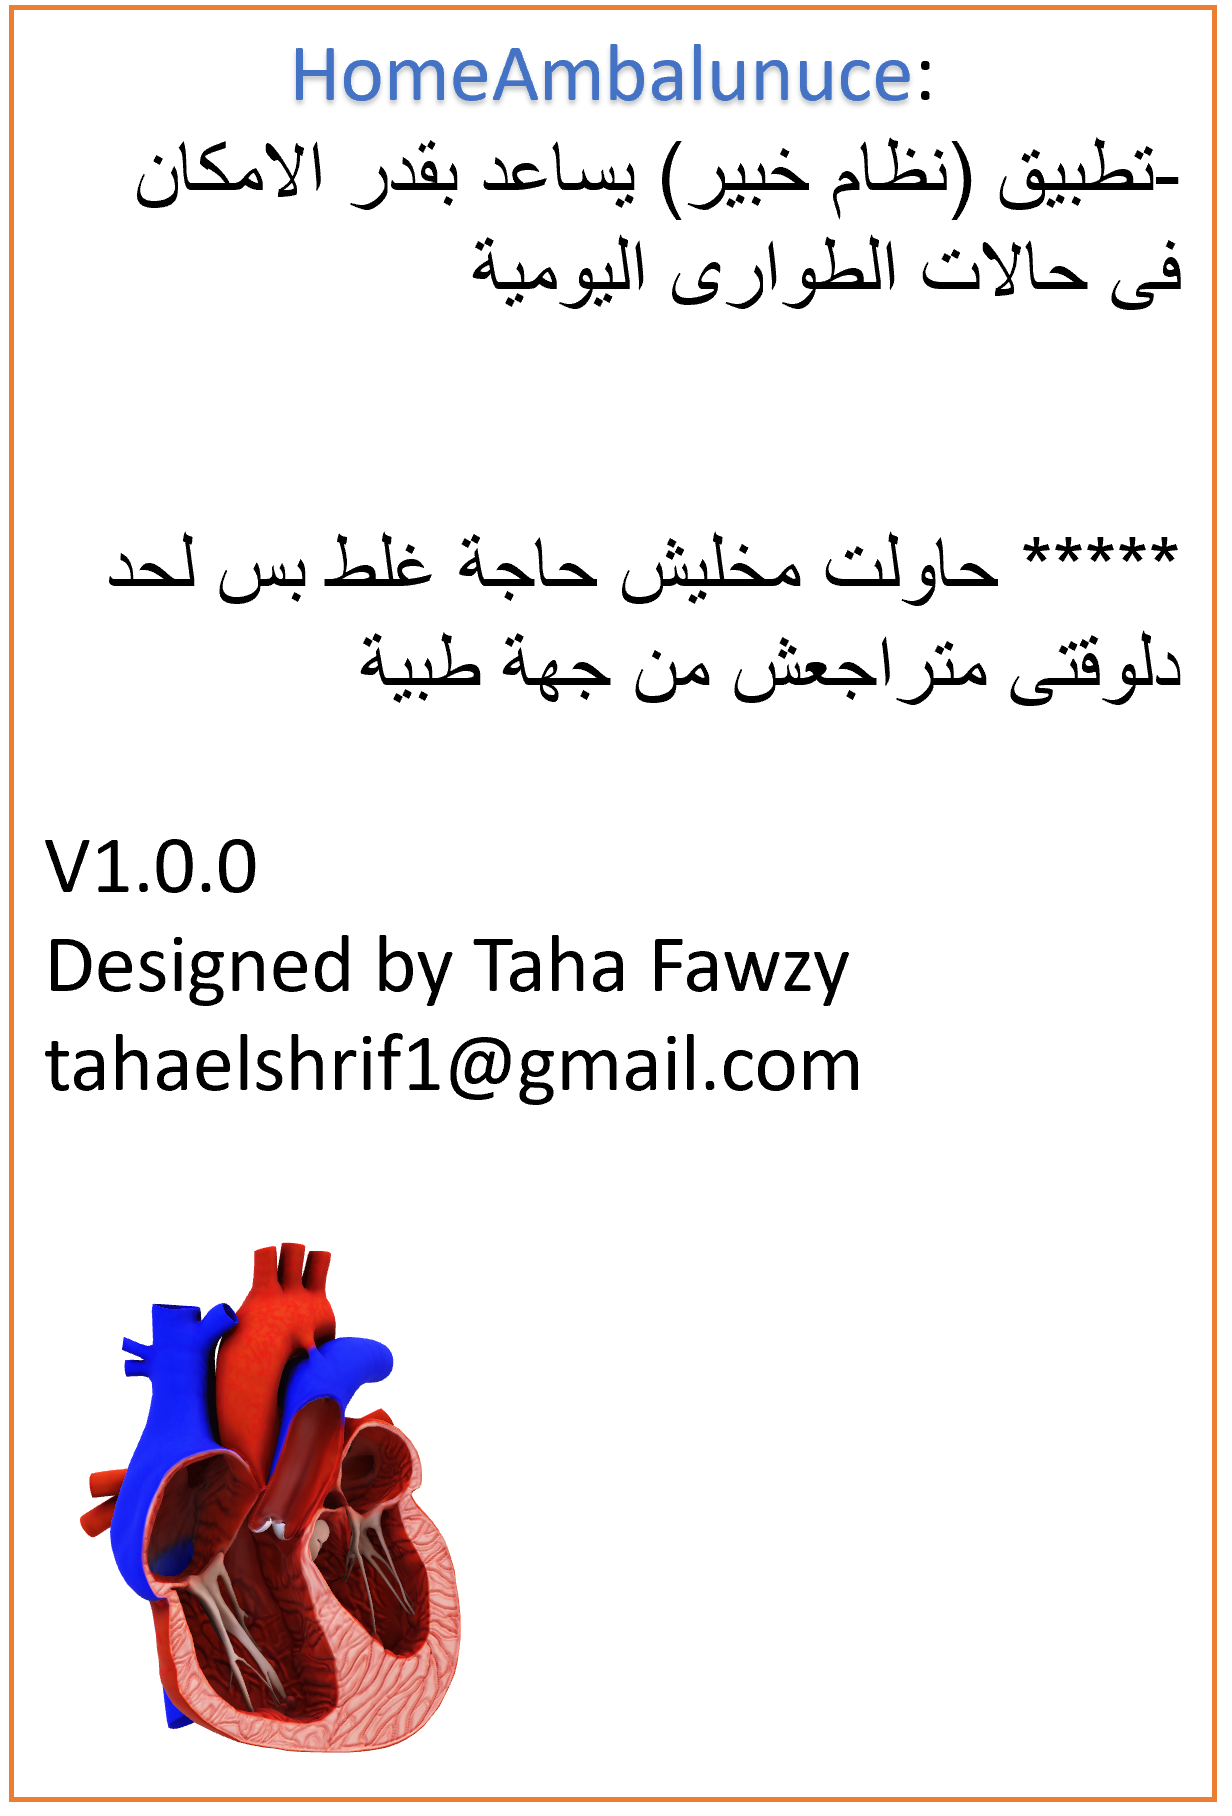 HomeAmbalunuce:
-تطبيق (نظام خبير) يساعد بقدر الامكان
فى حالات الطوارى اليومية
***** حاولت مخليش حاجة غلط بس لحد
دلوقتى متراجعش من جهة طبية
V1.0.0
Designed by Taha Fawzy
tahaelshrif1@gmail.com